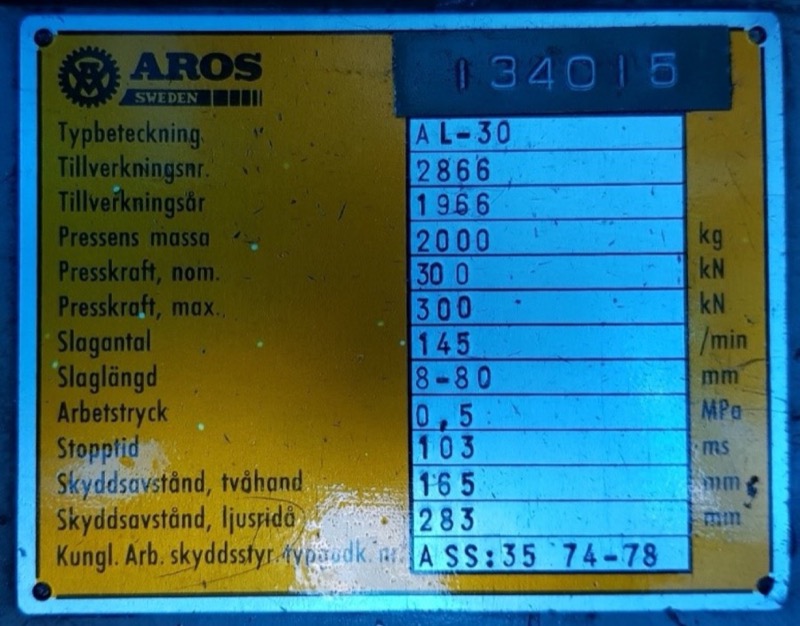 AROS
SWEDEN
134015
Typbeteckning AL-30
Tillverkningsnr. 2866
Tillverkningsår 1966
Pressens massa 2000 kg
Presskraft, nom. 300 kN
Presskraft, max. 300 kN
Slagantal 145 /min
Slaglängd 8-80 mm
Arbetstryck 0,5 MPa
Stopptid 103 ms
Skyddsavstånd, tvåhand 165 mm
Skyddsavstånd, ljusridå 283 mm
Kungl. Arb. skyddsstyr. typgodk. nr. ASS:35 74-78